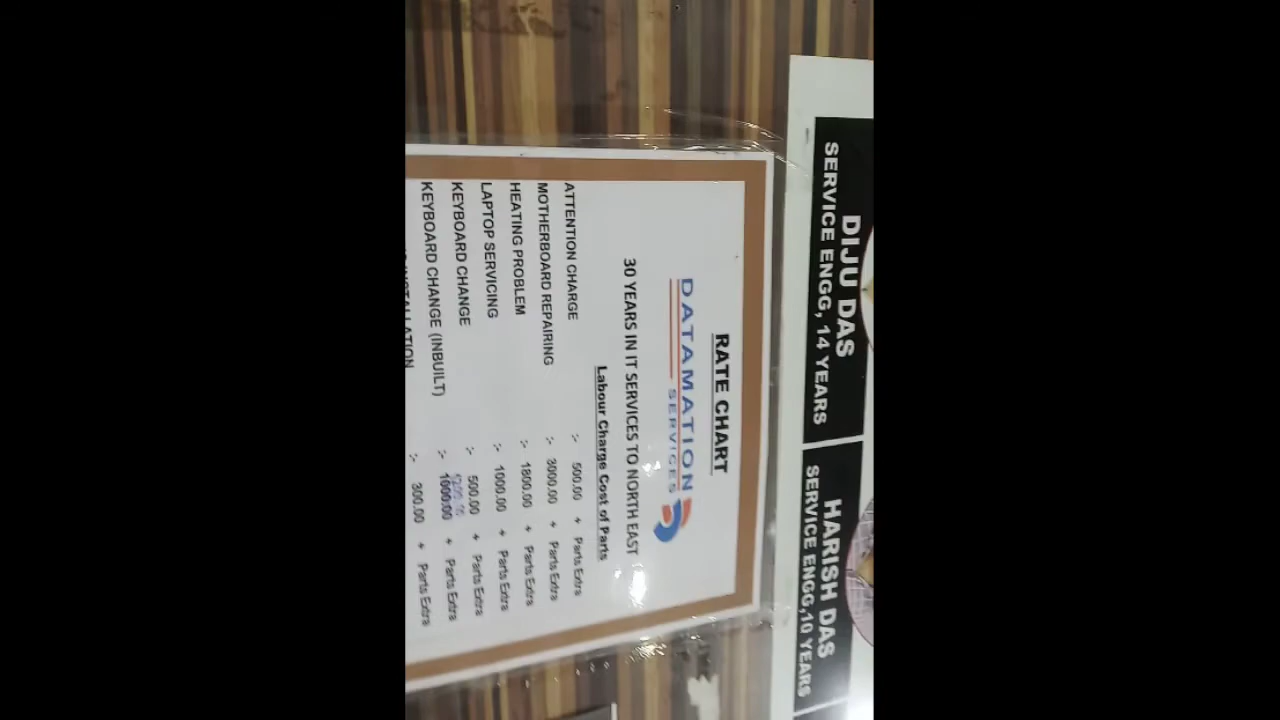 DIJU DAS
SERVICE ENGG, 14 YEARS
HARISH DAS
SERVICE ENGG,10 YEARS
RATE CHART
DATAMATION
SERVICES
30 YEARS IN IT SERVICES TO NORTH EAST
Labour Charge Cost of Parts
ATTENTION CHARGE :- 500.00 + Parts Extra
MOTHERBOARD REPAIRING :- 3000.00 + Parts Extra
HEATING PROBLEM :- 1800.00 + Parts Extra
LAPTOP SERVICING :- 1000.00 + Parts Extra
KEYBOARD CHANGE :- 500.00 + Parts Extra
KEYBOARD CHANGE (INBUILT) :- 1000.00 + Parts Extra
INSTALLATION :- 300.00 + Parts Extra